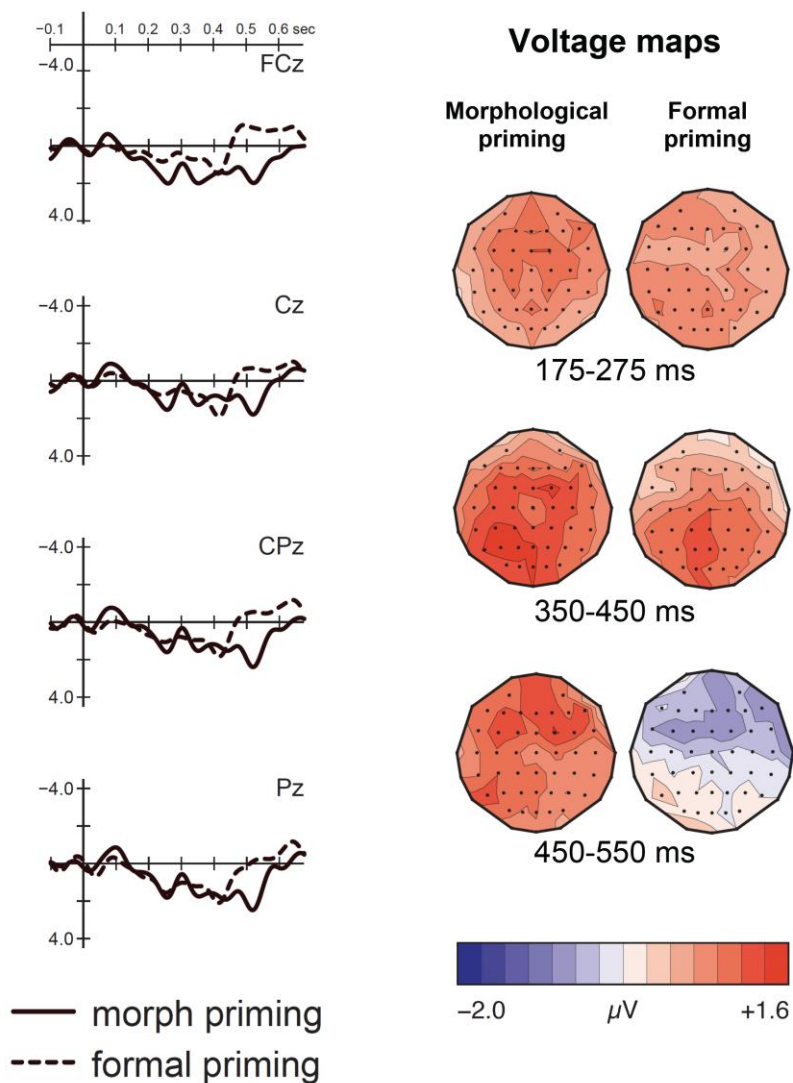 −0.1 0.1 0.2 0.3 0.4 0.5 0.6 sec
−4.0
FCz
4.0
−4.0
Cz
4.0
−4.0
CPz
4.0
−4.0
Pz
4.0
morph priming
formal priming
Voltage maps
Morphological
priming
Formal
priming
175-275 ms
350-450 ms
450-550 ms
−2.0 µV +1.6